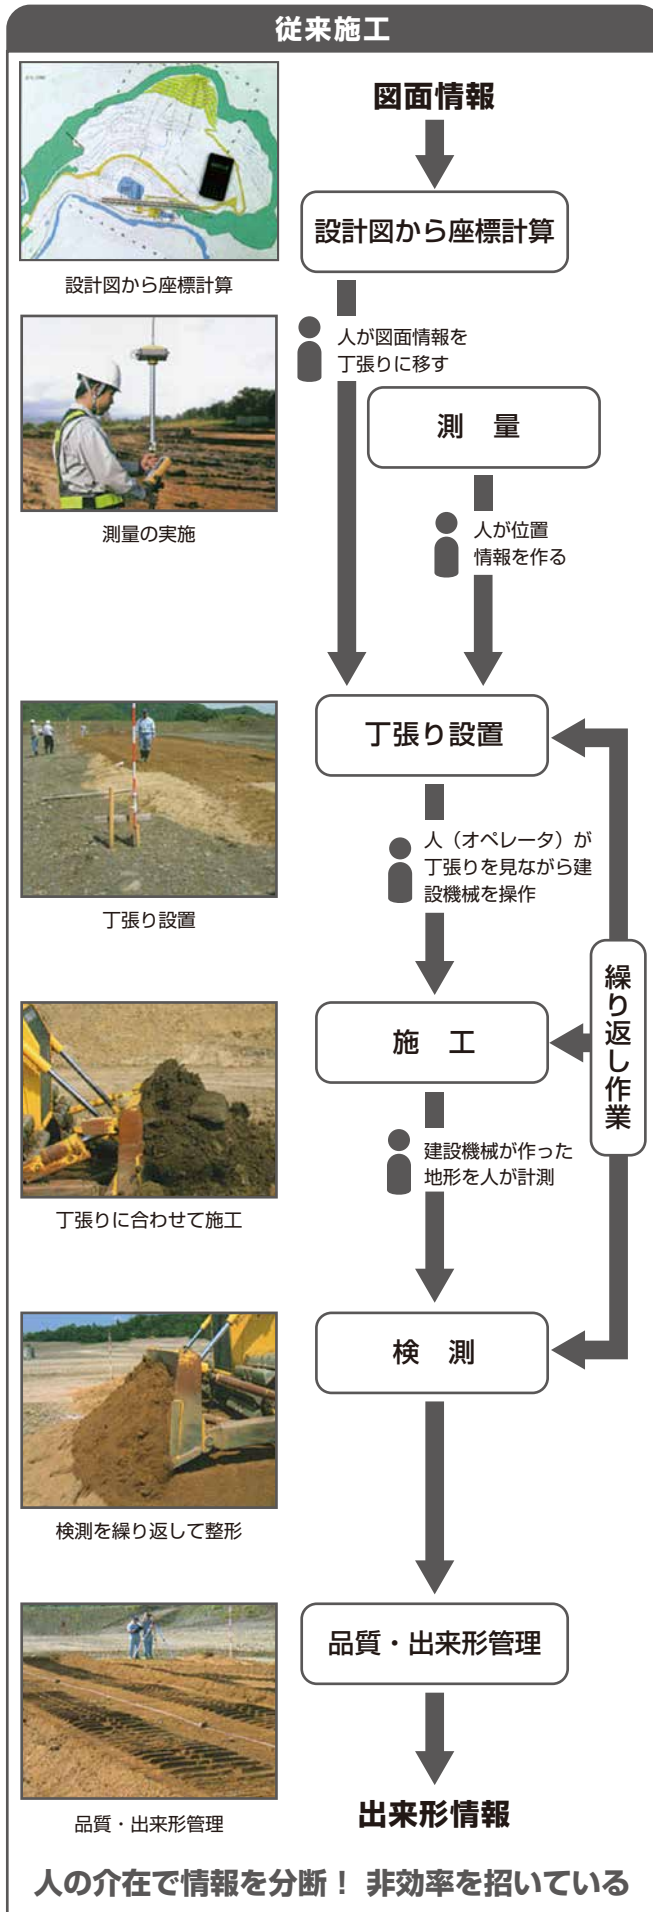 従来施工
図面情報
設計図から座標計算
設計図から座標計算
人が図面情報を
丁張りに移す
測　量
測量の実施
人が位置
情報を作る
丁張り設置
丁張り設置
人（オペレータ）が
丁張りを見ながら建
設機械を操作
繰り返し作業
施　工
丁張りに合わせて施工
建設機械が作った
地形を人が計測
検　測
検測を繰り返して整形
品質・出来形管理
品質・出来形管理
出来形情報
人の介在で情報を分断！ 非効率を招いている